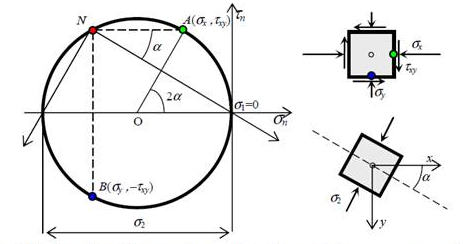 N
A(σx, τxy)
τn
α
2α
σ1=0
O
σn
B(σy, -τxy)
σ2
σx
τxy
σy
x
α
σ2
y